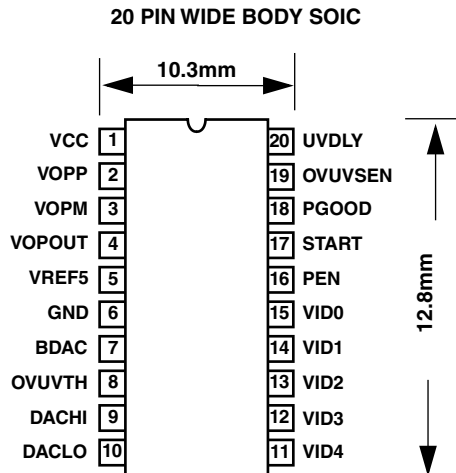 20 PIN WIDE BODY SOIC
10.3mm
VCC 1 20 UVDLY
VOPP 2 19 OVUVSEN
VOPM 3 18 PGOOD
VOPOUT 4 17 START
VREF5 5 16 PEN
GND 6 15 VID0
BDAC 7 14 VID1
OVUVTH 8 13 VID2
DACHI 9 12 VID3
DACLO 10 11 VID4
12.8mm